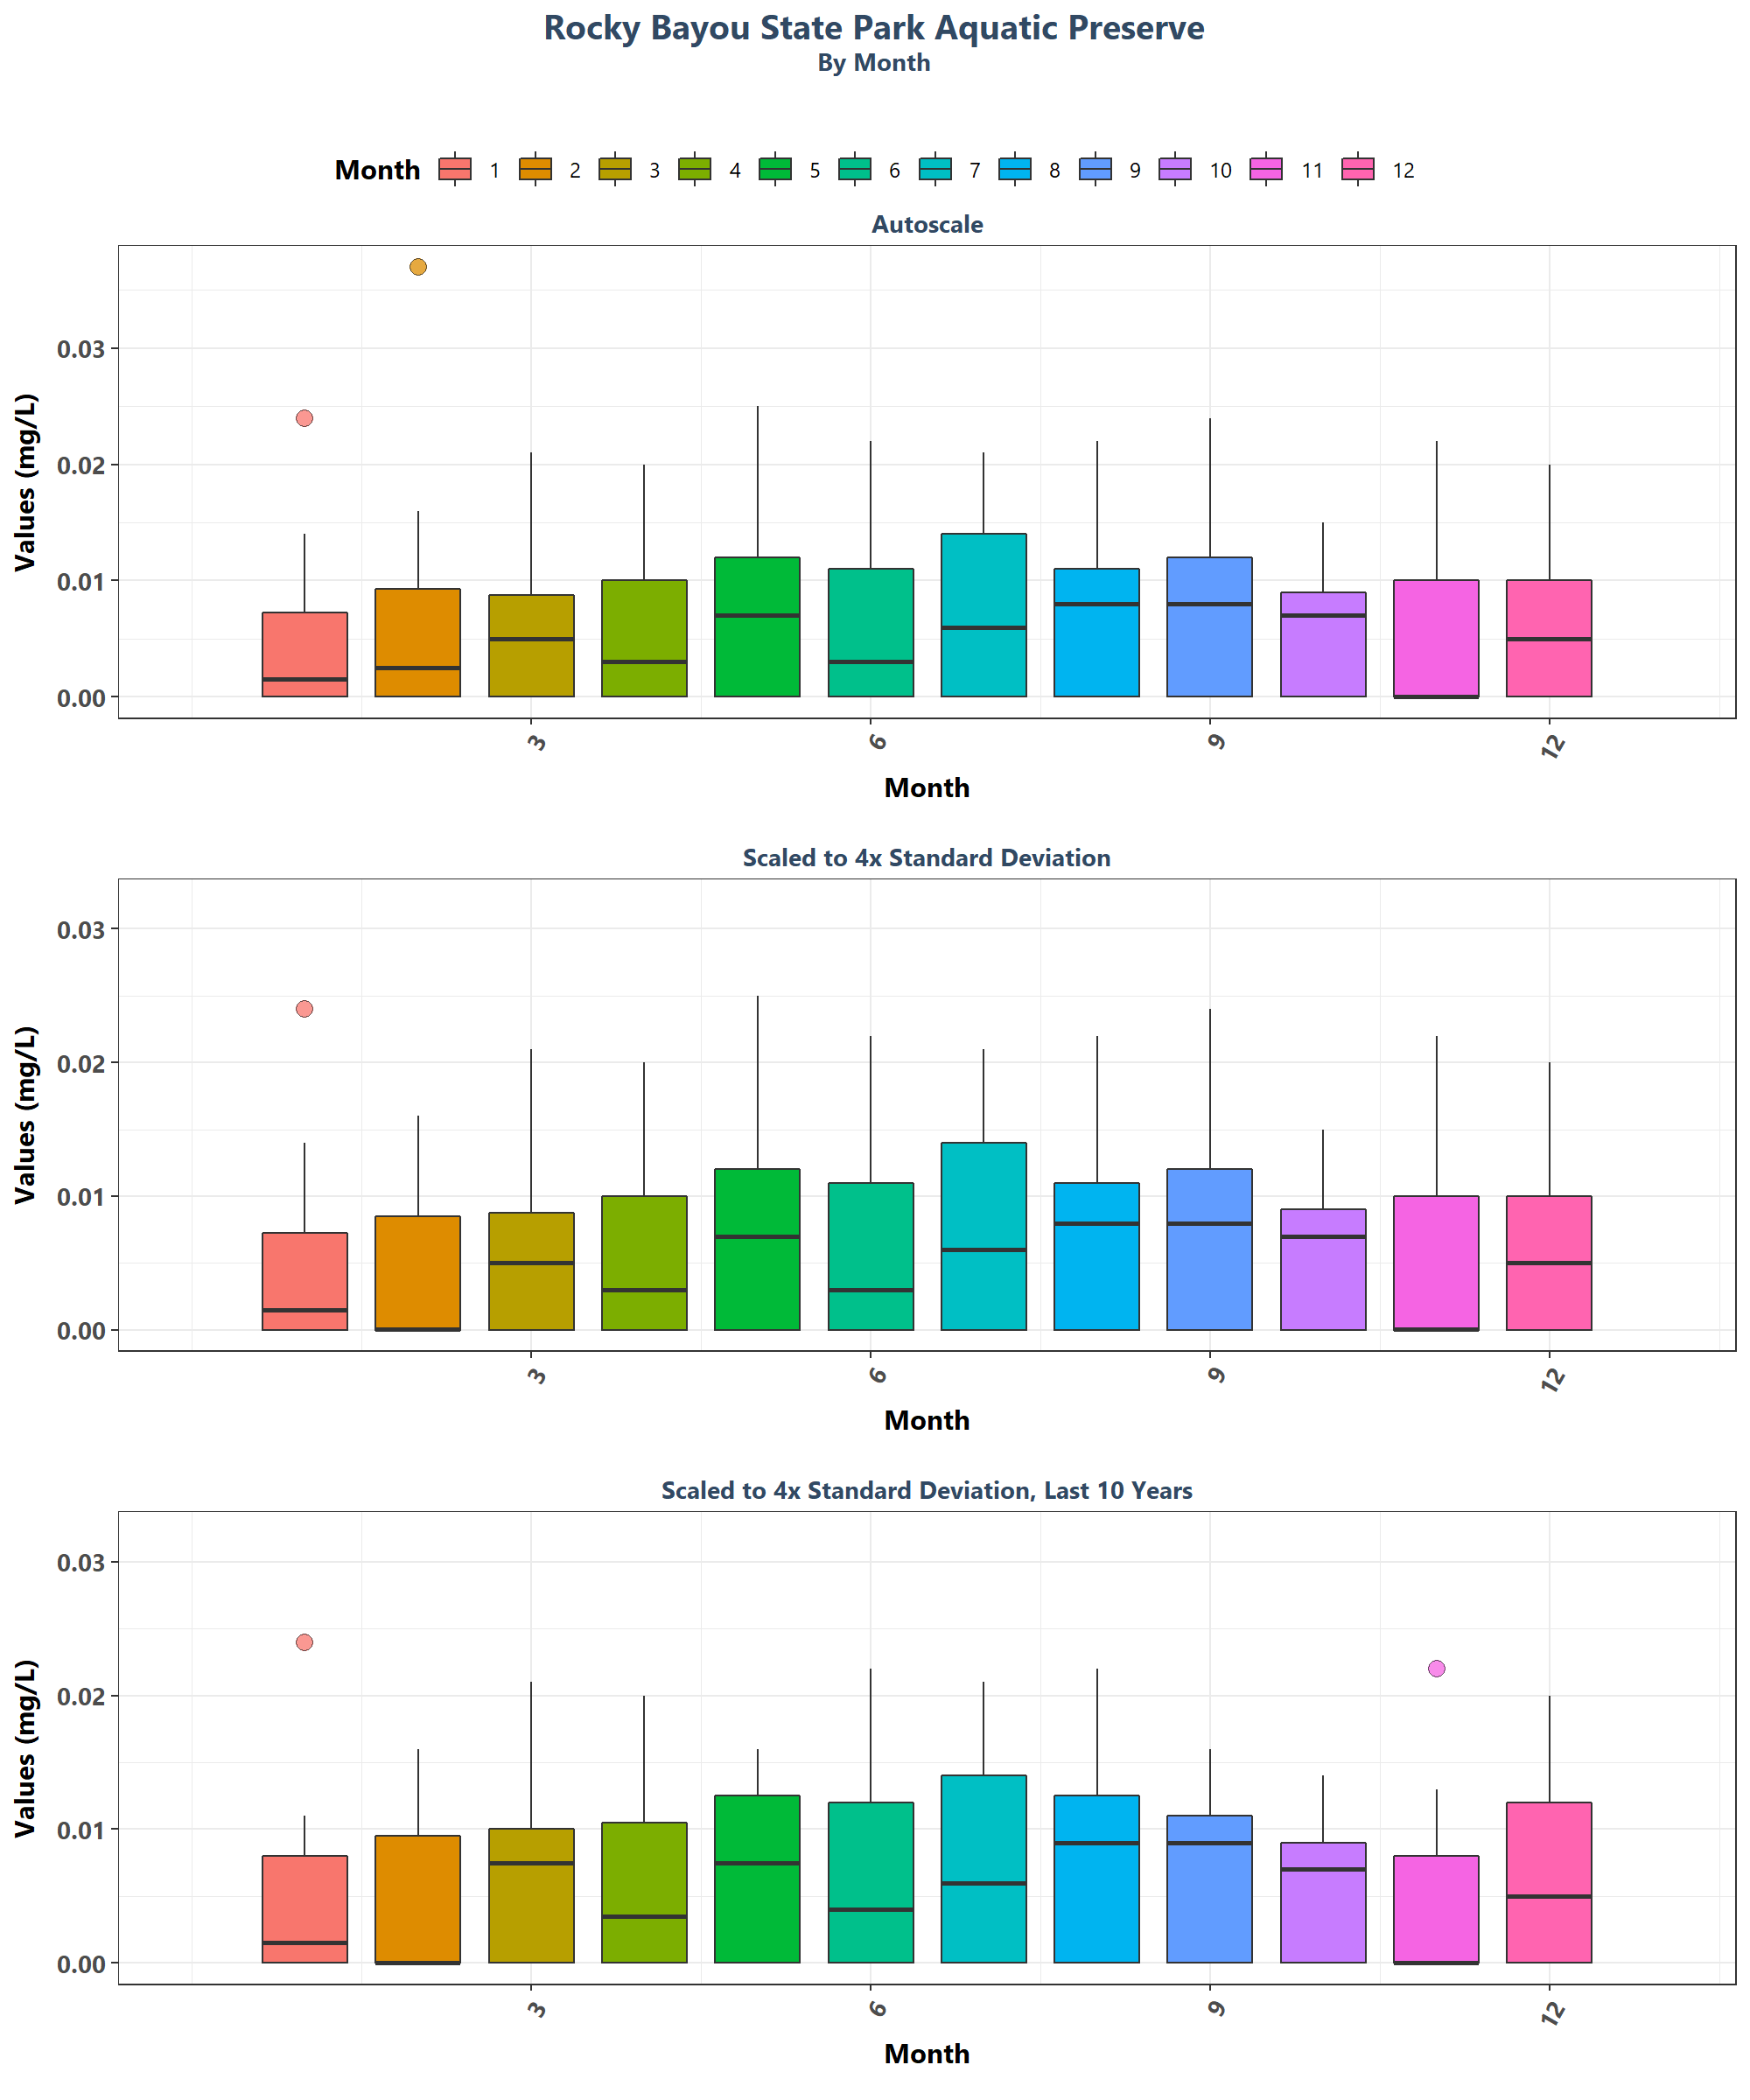 Rocky Bayou State Park Aquatic Preserve
By Month
Month 1 2 3 4 5 6 7 8 9 10 11 12
Autoscale
Values (mg/L)
0.03
0.02
0.01
0.00
3 6 9 12
Month
Scaled to 4x Standard Deviation
Values (mg/L)
0.03
0.02
0.01
0.00
3 6 9 12
Month
Scaled to 4x Standard Deviation, Last 10 Years
Values (mg/L)
0.03
0.02
0.01
0.00
3 6 9 12
Month